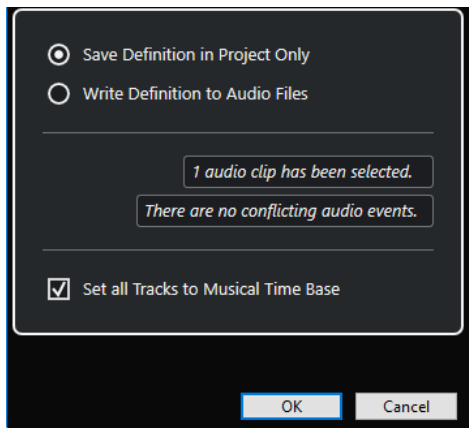 Save Definition in Project Only
Write Definition to Audio Files
1 audio clip has been selected.
There are no conflicting audio events.
Set all Tracks to Musical Time Base
OK
Cancel